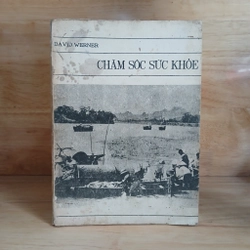 DAVID WERNER
CHĂM SÓC SỨC KHỎE